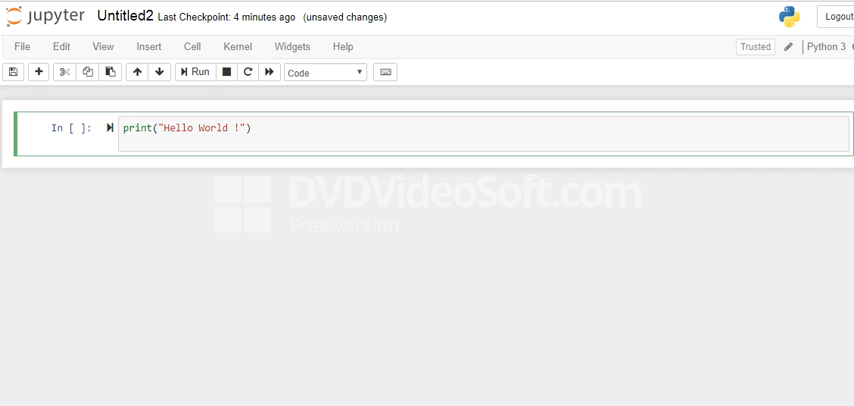 jupyter Untitled2 Last Checkpoint: 4 minutes ago (unsaved changes) Logout
File Edit View Insert Cell Kernel Widgets Help Trusted Python 3
Run Code
In [ ]: print("Hello World !")
DVDVideoSoft.com
Free version